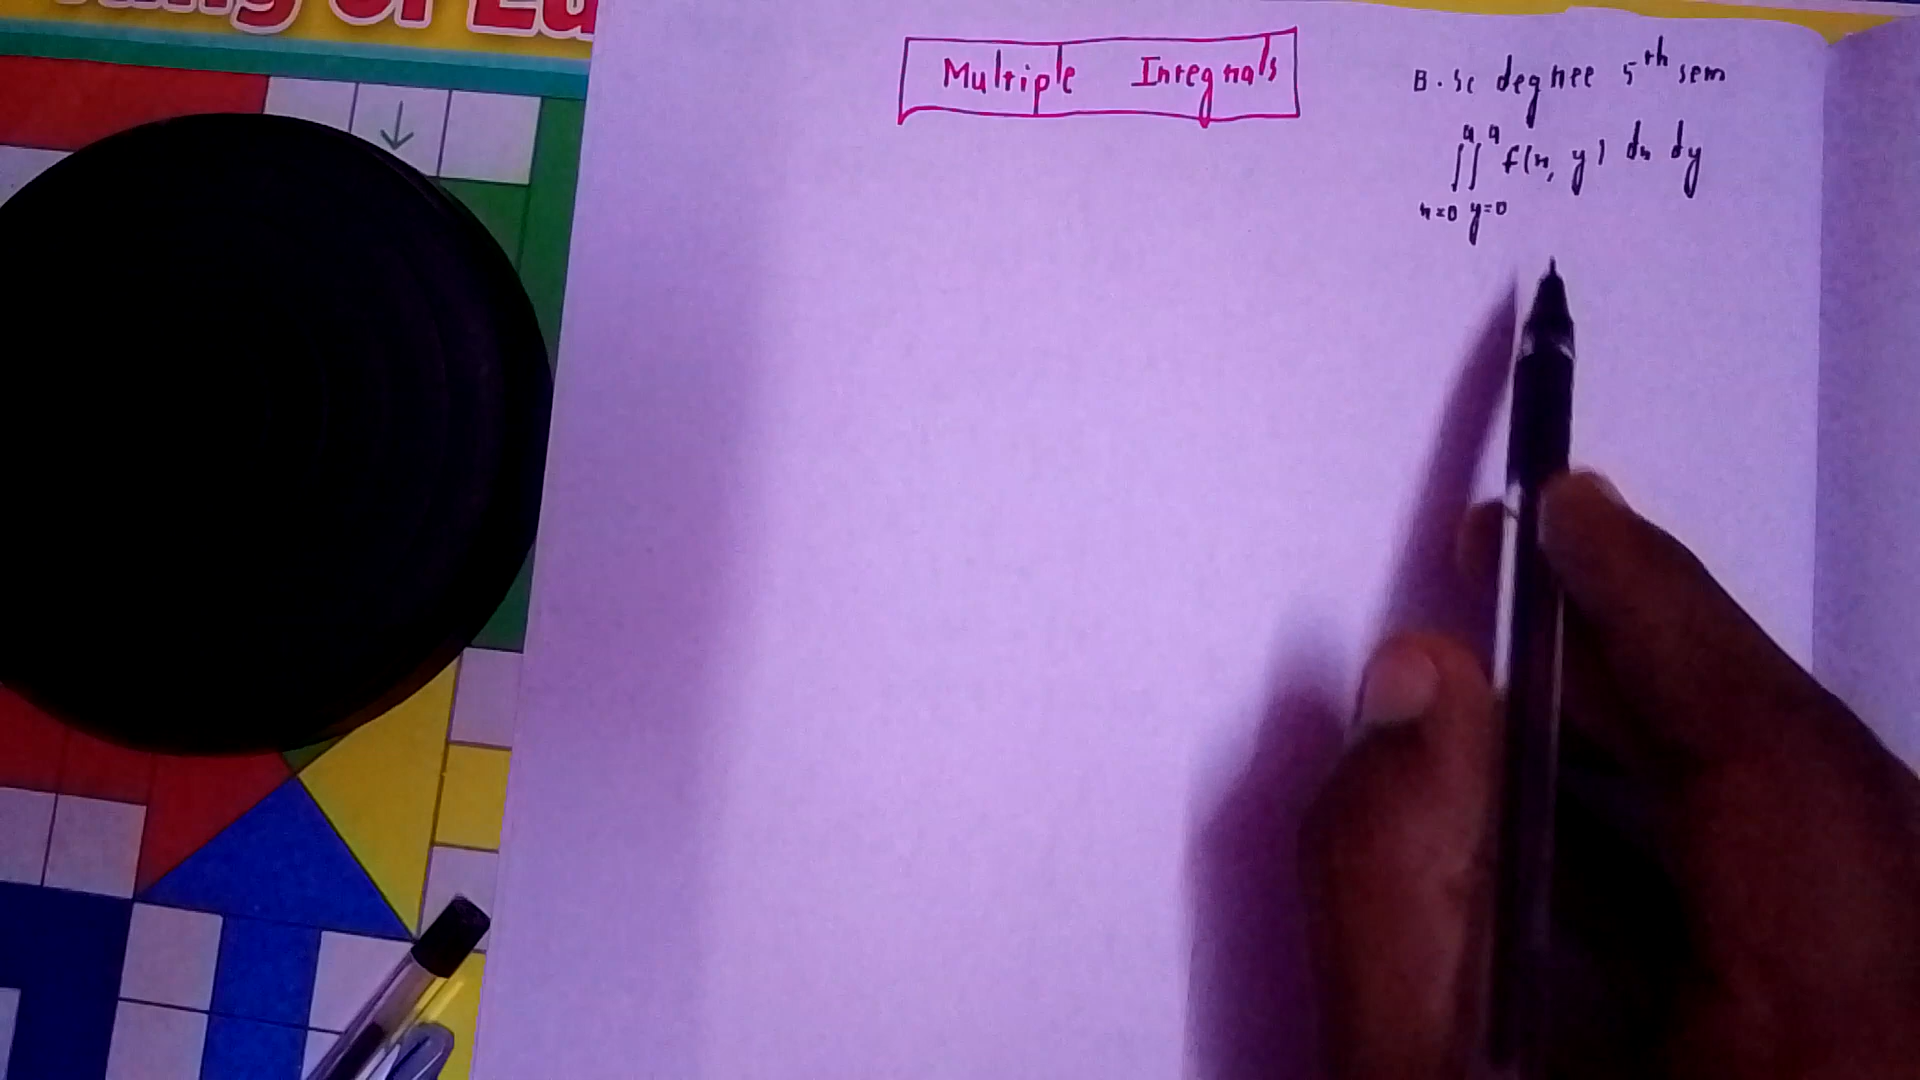 Multiple Integrals
B.Sc degree 5th sem
a a
∫∫ f(x, y) dx dy
x=0 y=0